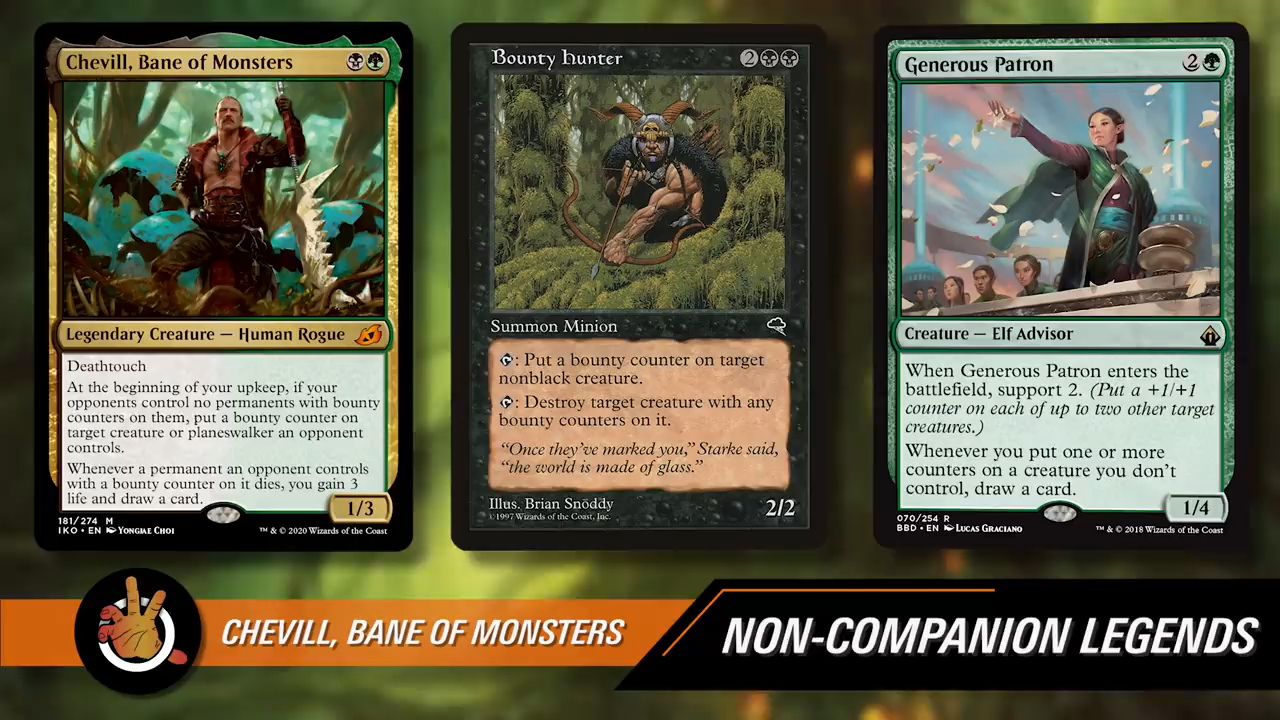 Chevill, Bane of Monsters
Legendary Creature — Human Rogue
Deathtouch
At the beginning of your upkeep, if your
opponents control no permanents with bounty
counters on them, put a bounty counter on
target creature or planeswalker an opponent
controls.
Whenever a permanent an opponent controls
with a bounty counter on it dies, you gain 3
life and draw a card.
1/3
181/274 M
IKO • EN Yongjae Choi
™ & © 2020 Wizards of the Coast
Bounty Hunter
2
Summon Minion
: Put a bounty counter on target
nonblack creature.
: Destroy target creature with any
bounty counters on it.
“Once they’ve marked you,” Starke said,
“the world is made of glass.”
Illus. Brian Snöddy
©1997 Wizards of the Coast, Inc.
2/2
Generous Patron
2
Creature — Elf Advisor
When Generous Patron enters the
battlefield, support 2. (Put a +1/+1
counter on each of up to two other target
creatures.)
Whenever you put one or more
counters on a creature you don’t
control, draw a card.
1/4
070/254 R
BBD • EN Lucas Graciano
™ & © 2018 Wizards of the Coast
CHEVILL, BANE OF MONSTERS
NON-COMPANION LEGENDS